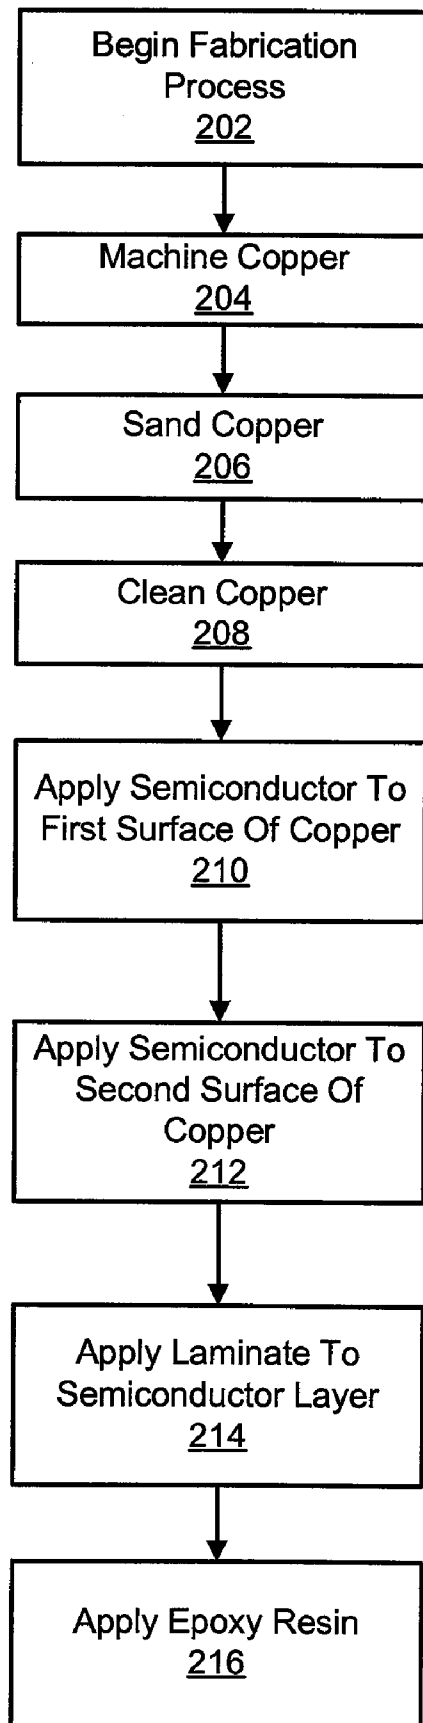 Begin Fabrication
Process
202
Machine Copper
204
Sand Copper
206
Clean Copper
208
Apply Semiconductor To
First Surface Of Copper
210
Apply Semiconductor To
Second Surface Of
Copper
212
Apply Laminate To
Semiconductor Layer
214
Apply Epoxy Resin
216